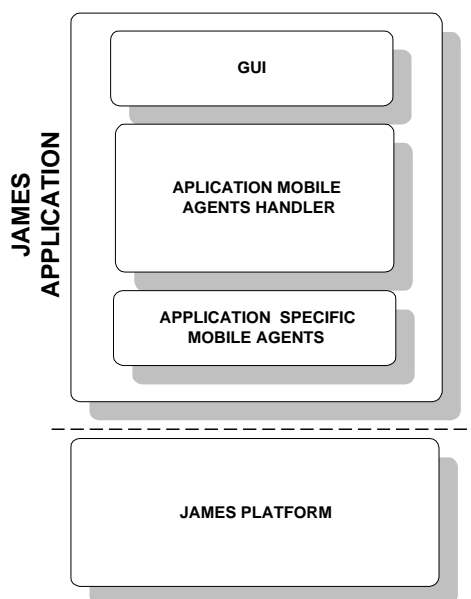 JAMES
APPLICATION
GUI
APLICATION MOBILE
AGENTS HANDLER
APPLICATION SPECIFIC
MOBILE AGENTS
JAMES PLATFORM